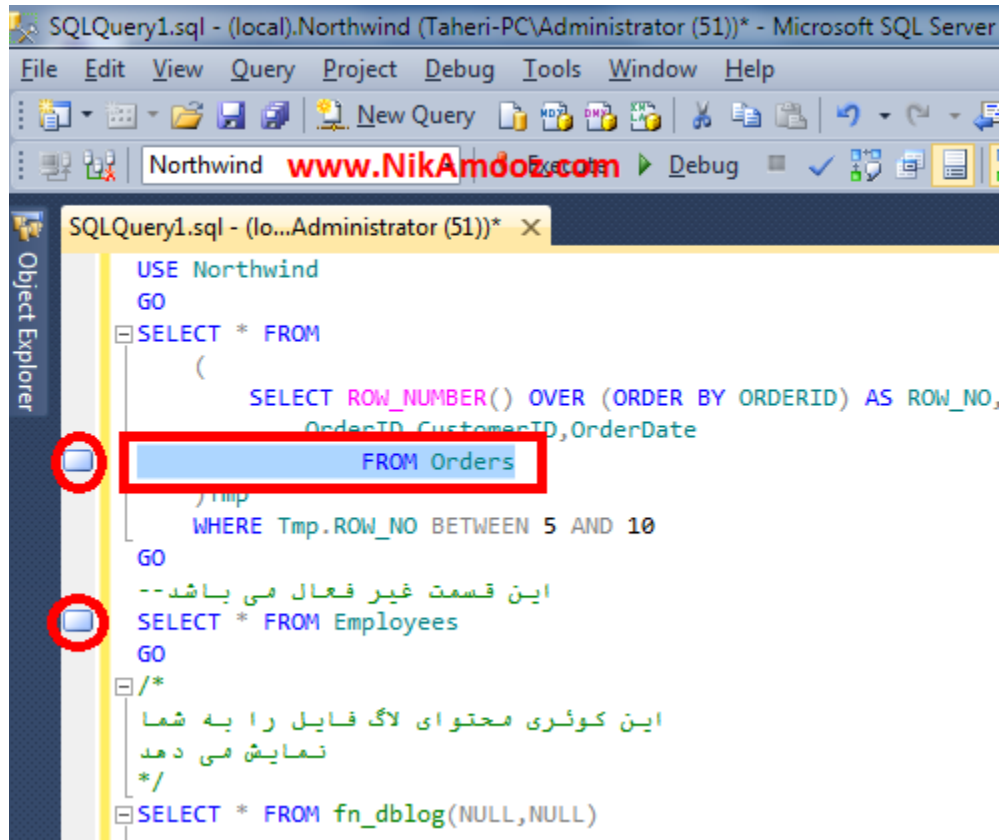 SQLQuery1.sql - (local).Northwind (Taheri-PC\Administrator (51))* - Microsoft SQL Server
File Edit View Query Project Debug Tools Window Help
New Query
Northwind www.NikAmooz.com Execute Debug
SQLQuery1.sql - (lo...Administrator (51))*
Object Explorer
USE Northwind
GO
SELECT * FROM
(
SELECT ROW_NUMBER() OVER (ORDER BY ORDERID) AS ROW_NO,
OrderID,CustomerID,OrderDate
FROM Orders
)Tmp
WHERE Tmp.ROW_NO BETWEEN 5 AND 10
GO
--این قسمت غیر فعال می باشد
SELECT * FROM Employees
GO
/*
این کوئری محتوای لاگ فایل را به شما
نمایش می دهد
*/
SELECT * FROM fn_dblog(NULL,NULL)